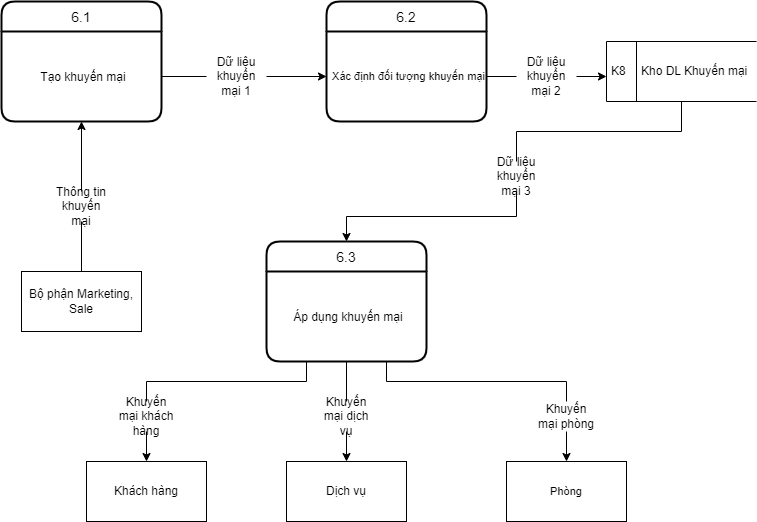 6.1
Tạo khuyến mại
Dữ liệu
khuyến
mại 1
6.2
Xác định đối tượng khuyến mại
Dữ liệu
khuyến
mại 2
K8
Kho DL Khuyến mại
Thông tin
khuyến
mại
Bộ phận Marketing,
Sale
Dữ liệu
khuyến
mại 3
6.3
Áp dụng khuyến mại
Khuyến
mại khách
hàng
Khuyến
mại dịch
vụ
Khuyến
mại phòng
Khách hàng
Dịch vụ
Phòng